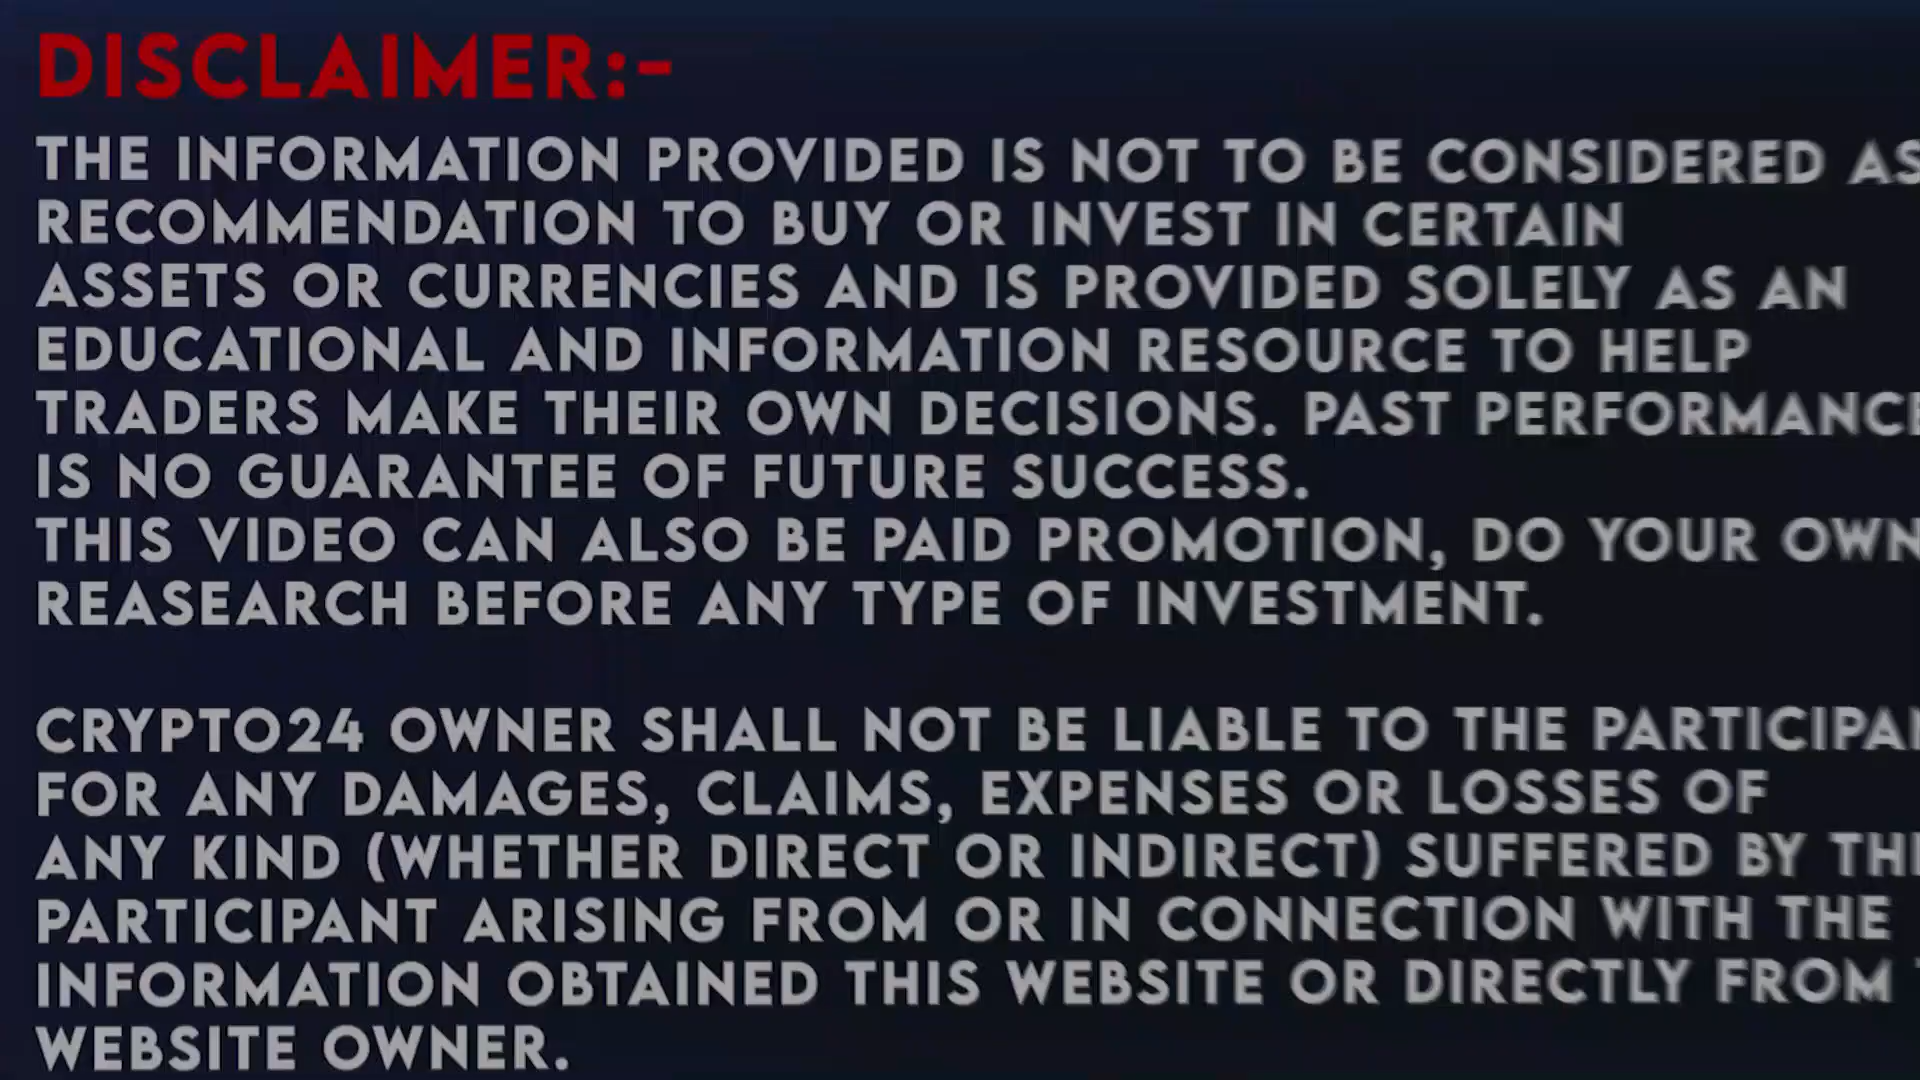 DISCLAIMER:-
THE INFORMATION PROVIDED IS NOT TO BE CONSIDERED AS
RECOMMENDATION TO BUY OR INVEST IN CERTAIN
ASSETS OR CURRENCIES AND IS PROVIDED SOLELY AS AN
EDUCATIONAL AND INFORMATION RESOURCE TO HELP
TRADERS MAKE THEIR OWN DECISIONS. PAST PERFORMANCE
IS NO GUARANTEE OF FUTURE SUCCESS.
THIS VIDEO CAN ALSO BE PAID PROMOTION, DO YOUR OWN
REASEARCH BEFORE ANY TYPE OF INVESTMENT.
CRYPTO24 OWNER SHALL NOT BE LIABLE TO THE
FOR ANY DAMAGES, CLAIMS, EXPENSES OR LOSSES OF
ANY KIND (WHETHER DIRECT OR INDIRECT) SUFFERED BY
PARTICIPANT ARISING FROM OR IN CONNECTION WITH THE
INFORMATION OBTAINED THIS WEBSITE OR DIRECTLY FROM
WEBSITE OWNER.